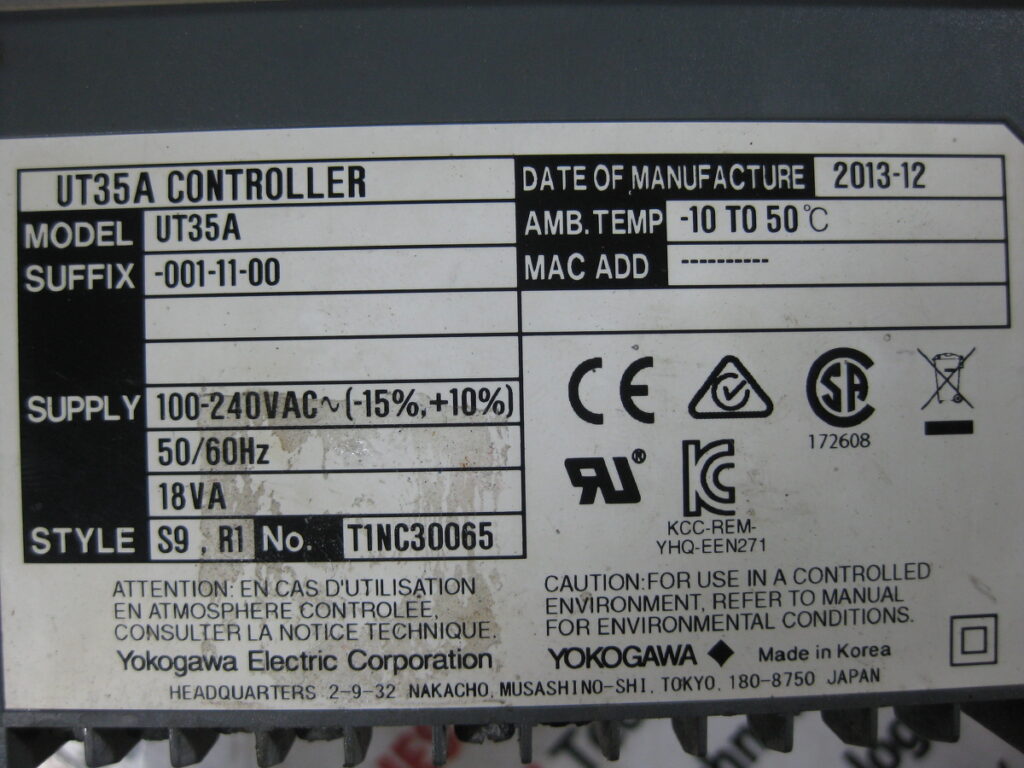 UT35A CONTROLLER
MODEL UT35A
SUFFIX -001-11-00
SUPPLY 100-240VAC~(-15%,+10%)
50/60Hz
18VA
STYLE S9 , R1 No. T1NC30065
DATE OF MANUFACTURE 2013-12
AMB.TEMP -10 TO 50℃
MAC ADD ----------
CE
SA
172608
RU®
KC
KCC-REM-
YHQ-EEN271
ATTENTION: EN CAS D'UTILISATION
EN ATMOSPHERE CONTROLEE,
CONSULTER LA NOTICE TECHNIQUE.
CAUTION:FOR USE IN A CONTROLLED
ENVIRONMENT, REFER TO MANUAL
FOR ENVIRONMENTAL CONDITIONS.
Yokogawa Electric Corporation
YOKOGAWA ◆ Made in Korea
HEADQUARTERS 2-9-32 NAKACHO, MUSASHINO-SHI, TOKYO, 180-8750 JAPAN